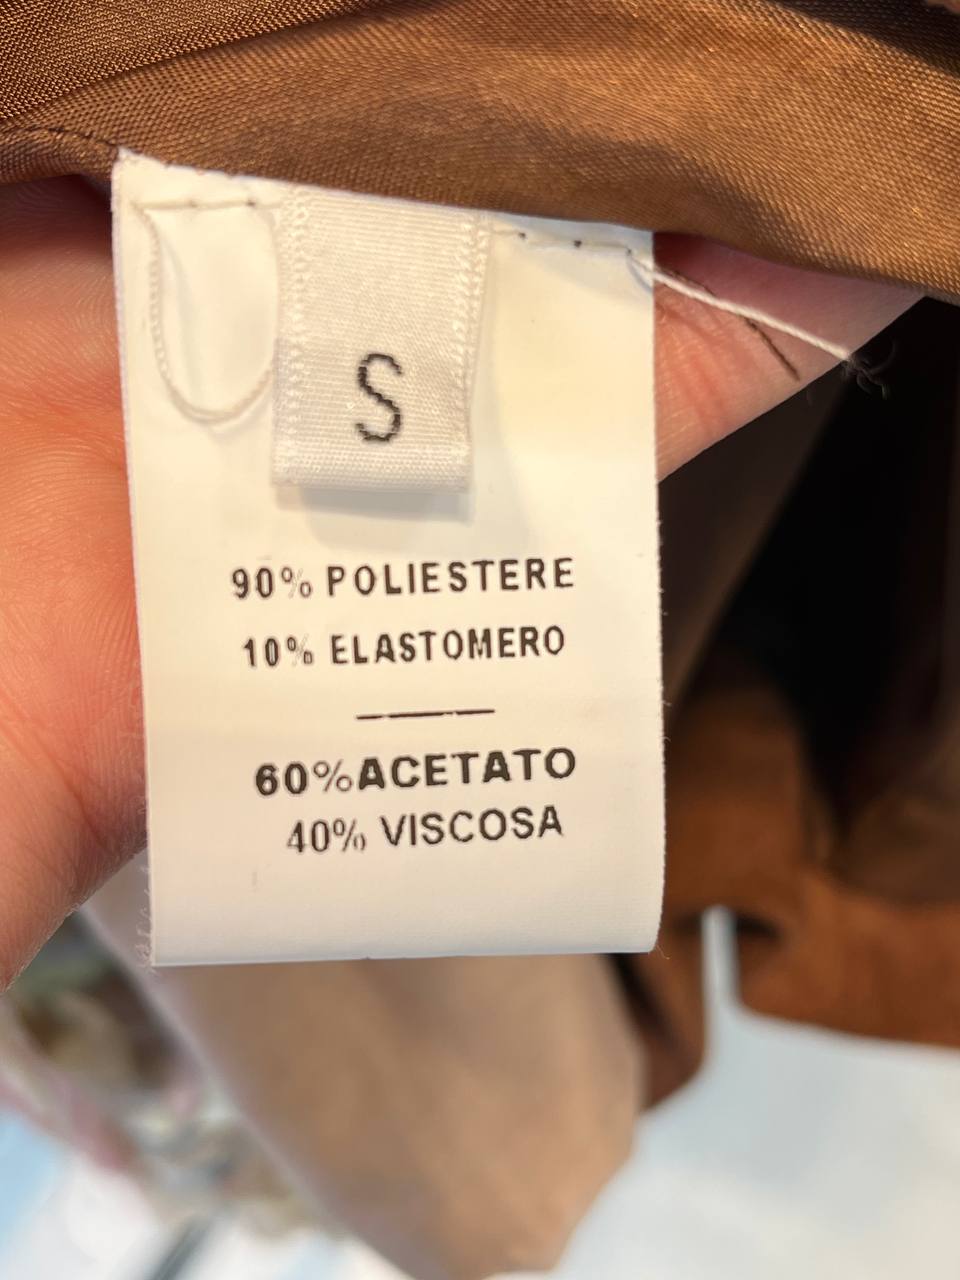 S
90% POLIESTERE
10% ELASTOMERO
60%ACETATO
40% VISCOSA